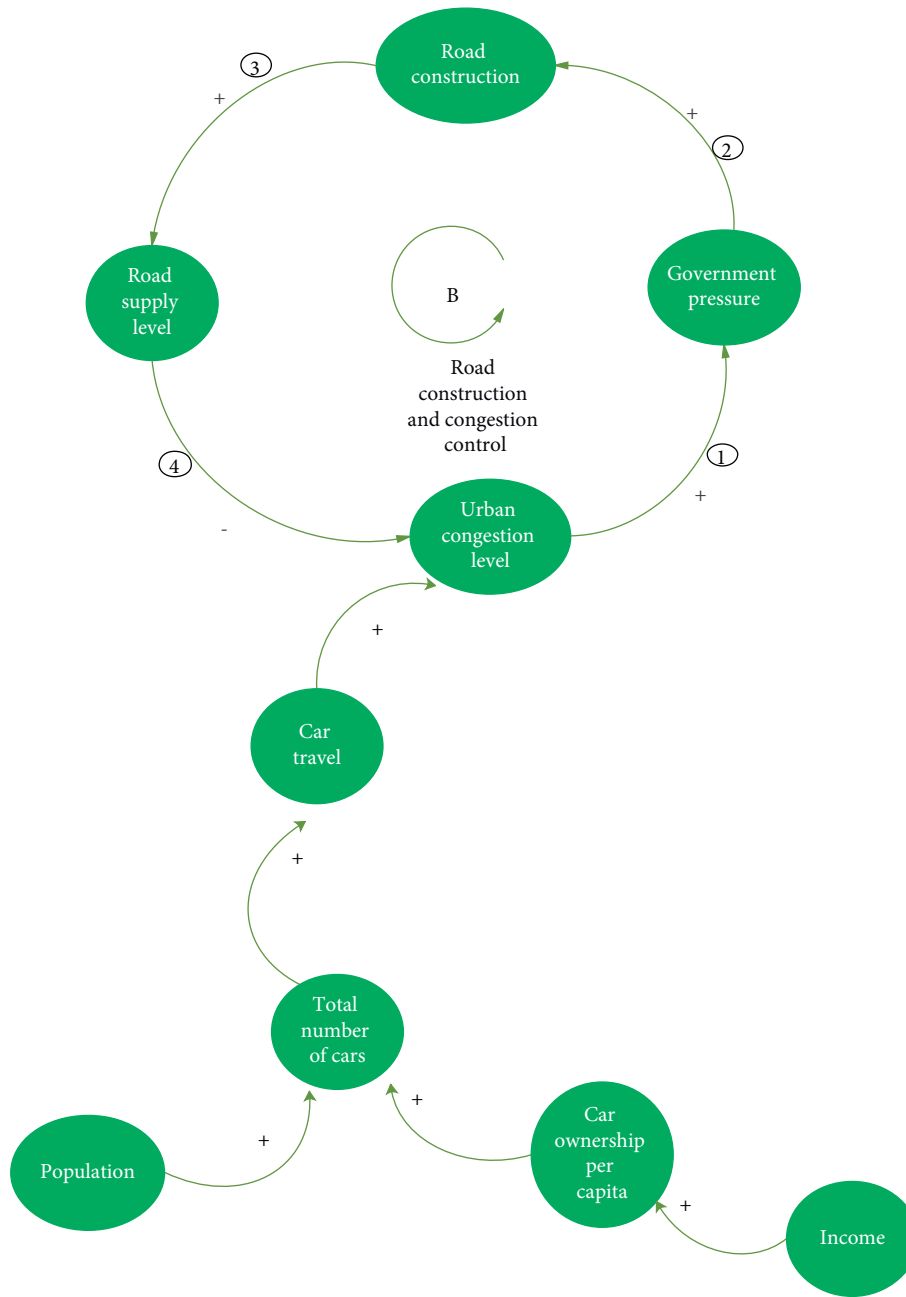 Road
construction
3
+
+
2
Road
supply
level
Government
pressure
B
Road
construction
and congestion
control
4
-
1
+
Urban
congestion
level
+
Car
travel
+
Total
number
of cars
+
Car
ownership
per
capita
+
Population
+
Income